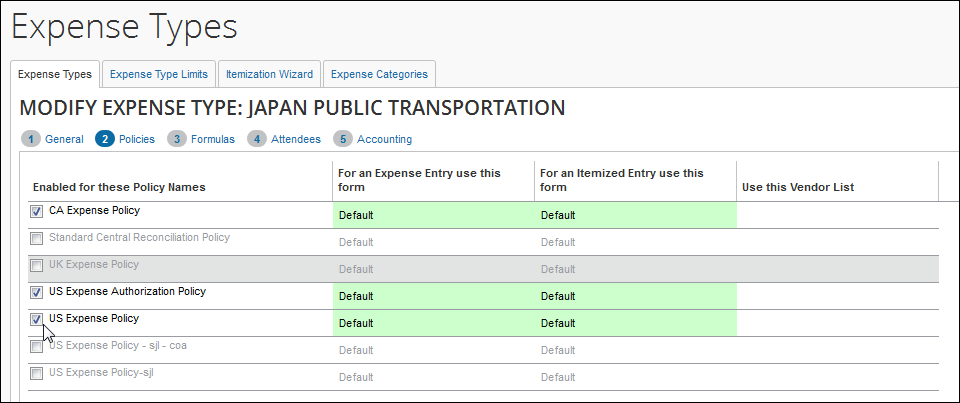 Expense Types
Expense Types Expense Type Limits Itemization Wizard Expense Categories
MODIFY EXPENSE TYPE: JAPAN PUBLIC TRANSPORTATION
1 General 2 Policies 3 Formulas 4 Attendees 5 Accounting
Enabled for these Policy Names For an Expense Entry use this form For an Itemized Entry use this form Use this Vendor List
CA Expense Policy Default Default
Standard Central Reconciliation Policy Default Default
UK Expense Policy Default Default
US Expense Authorization Policy Default Default
US Expense Policy Default Default
US Expense Policy - sjl - coa Default Default
US Expense Policy-sjl Default Default